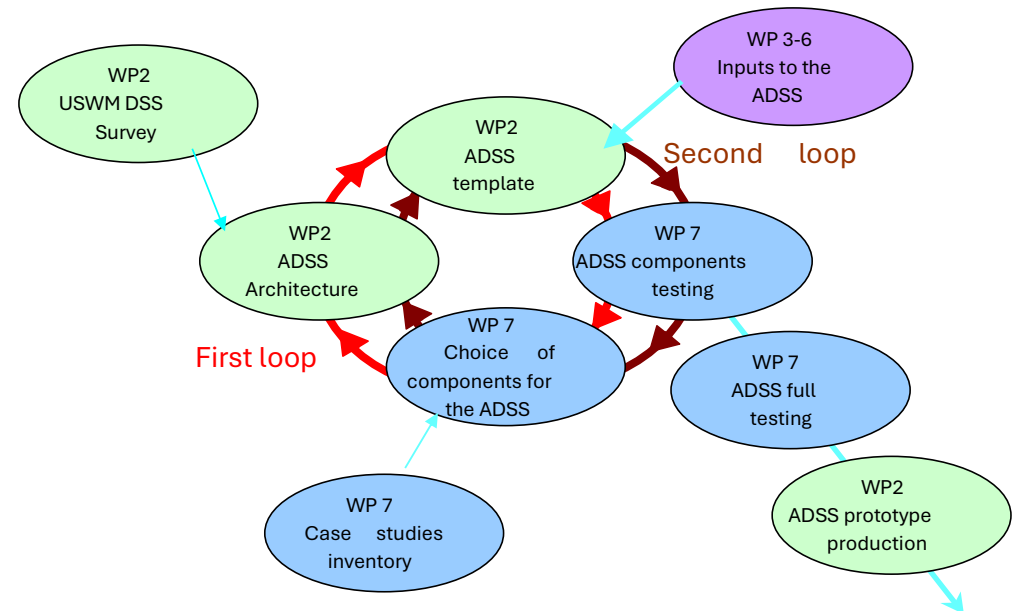 WP 3-6
Inputs to the
ADSS
WP2
USWM DSS
Survey
WP2
ADSS
template
Second loop
WP2
ADSS
Architecture
WP 7
ADSS components
testing
First loop
WP 7
Choice of
components for
the ADSS
WP 7
ADSS full
testing
WP 7
Case studies
inventory
WP2
ADSS prototype
production